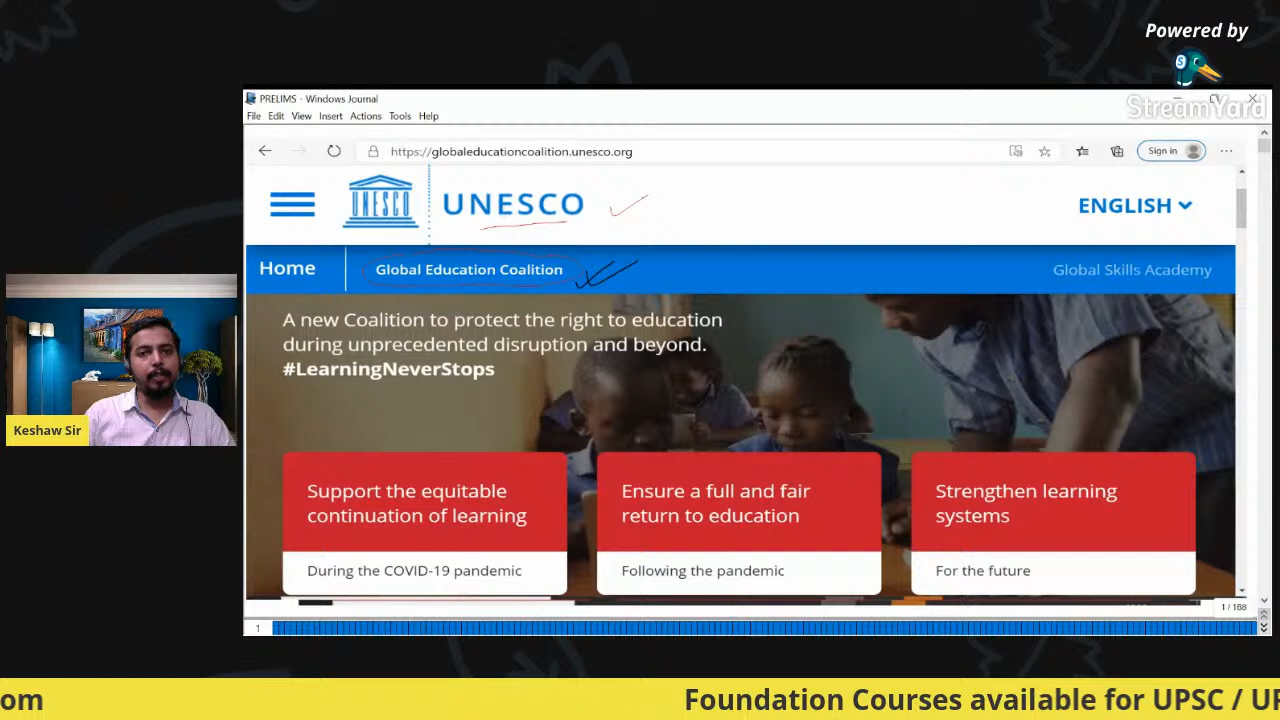 Powered by
StreamYard
PRELIMS - Windows Journal
File Edit View Insert Actions Tools Help
https://globaleducationcoalition.unesco.org
Sign in
UNESCO
UNESCO
ENGLISH
Home
Global Education Coalition
Global Skills Academy
A new Coalition to protect the right to education
during unprecedented disruption and beyond.
#LearningNeverStops
Support the equitable
continuation of learning
During the COVID-19 pandemic
Ensure a full and fair
return to education
Following the pandemic
Strengthen learning
systems
For the future
Keshaw Sir
1 / 168
1
om
Foundation Courses available for UPSC / UP